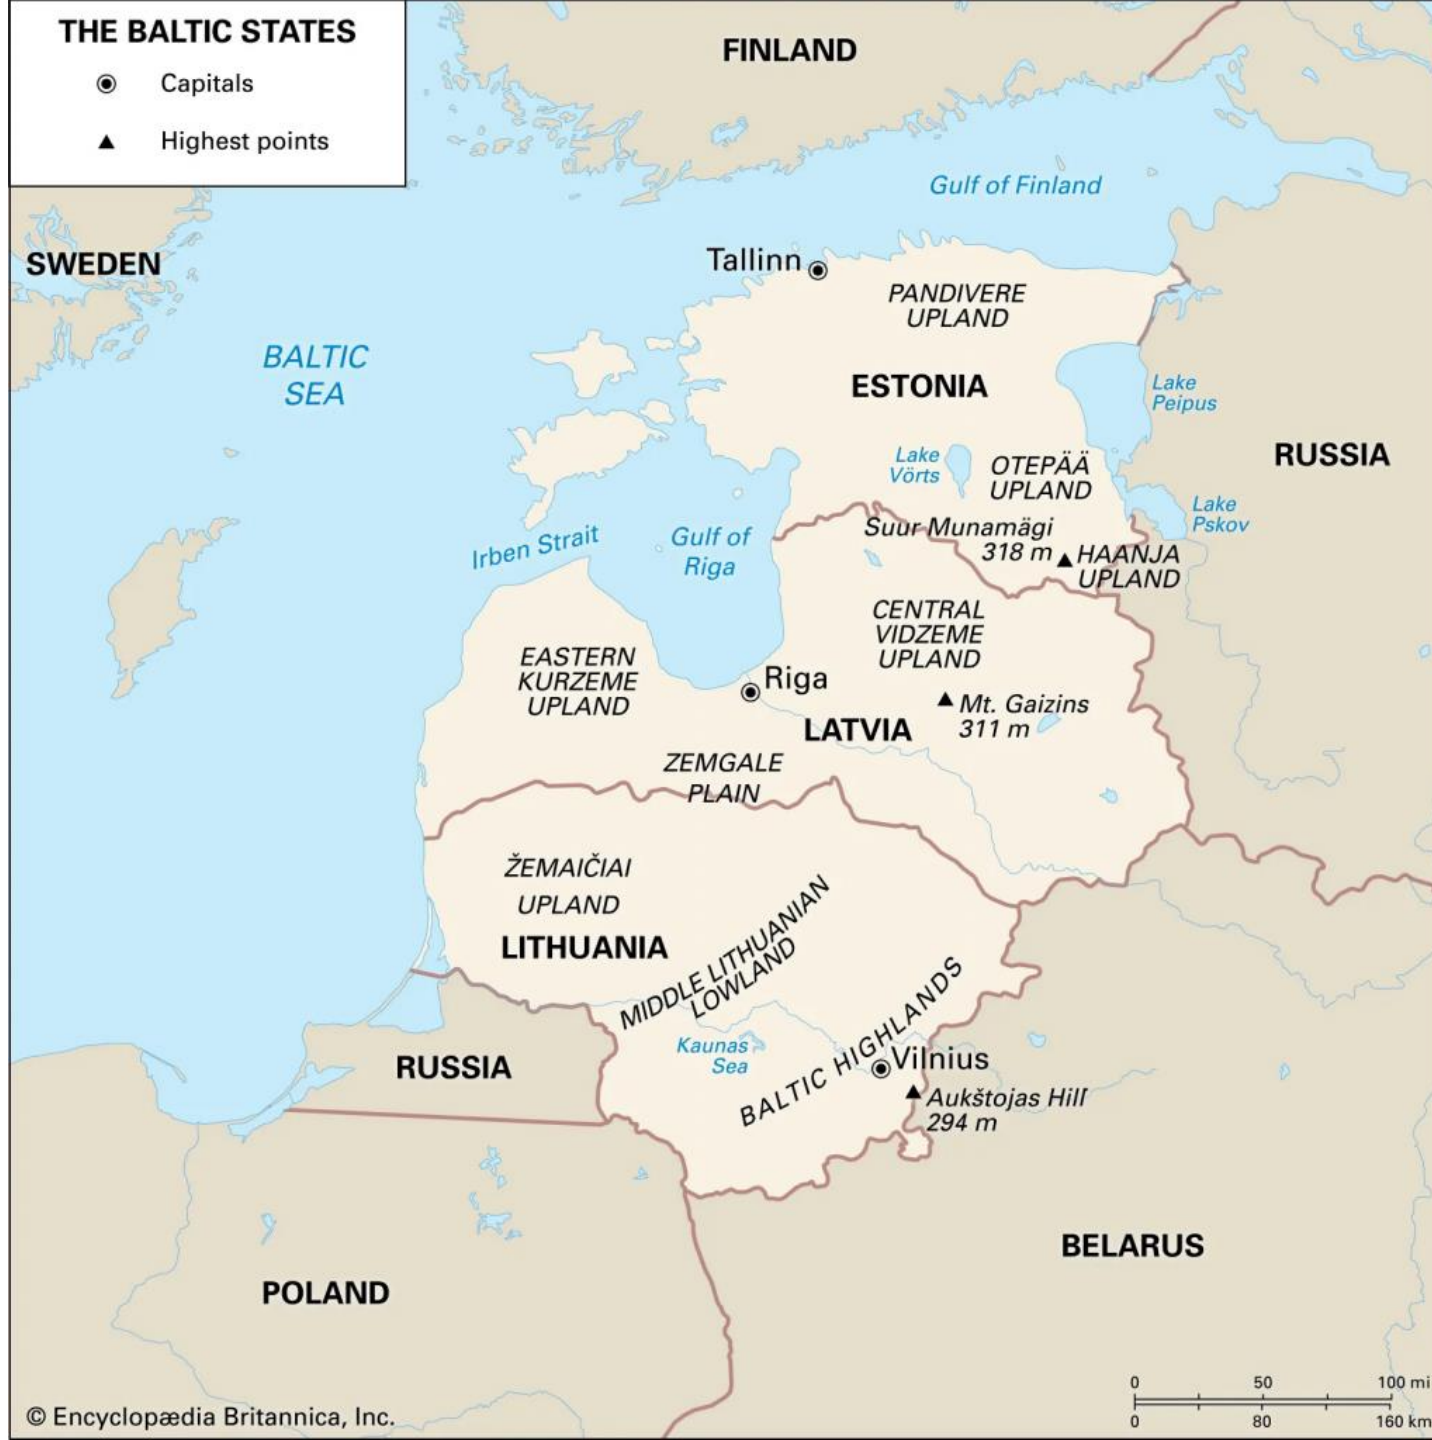 THE BALTIC STATES
Capitals
Highest points
FINLAND
Gulf of Finland
SWEDEN
Tallinn
PANDIVERE
UPLAND
BALTIC
SEA
ESTONIA
Lake
Peipus
RUSSIA
Lake
Vörts
OTEPÄÄ
UPLAND
Lake
Pskov
Suur Munamägi
318 m
HAANJA
UPLAND
Irben Strait
Gulf of
Riga
CENTRAL
VIDZEME
UPLAND
EASTERN
KURZEME
UPLAND
Riga
Mt. Gaizins
311 m
LATVIA
ZEMGALE
PLAIN
ŽEMAIČIAI
UPLAND
LITHUANIA
MIDDLE LITHUANIAN
LOWLAND
BALTIC HIGHLANDS
Kaunas
Sea
Vilnius
RUSSIA
Aukštojas Hill
294 m
BELARUS
POLAND
0 50 100 mi
0 80 160 km
© Encyclopædia Britannica, Inc.